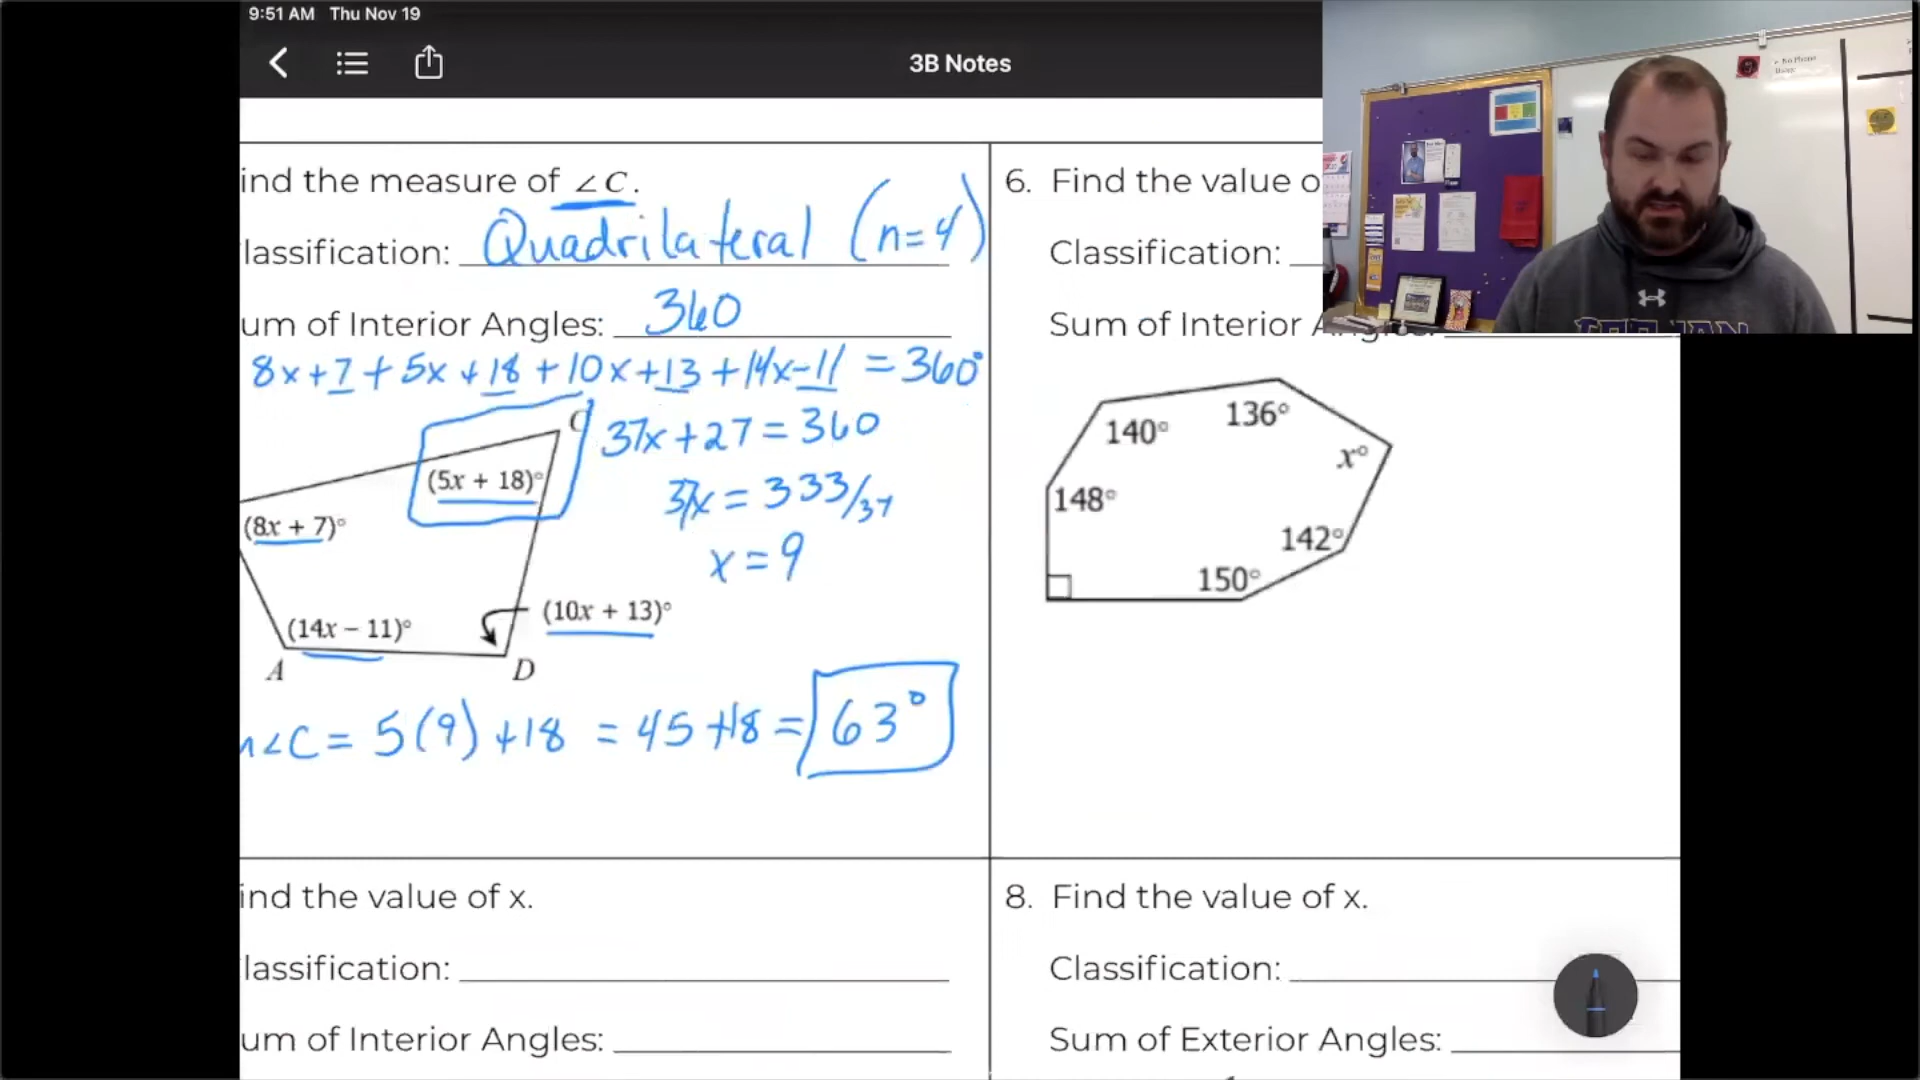 9:51 AM Thu Nov 19
3B Notes
No Phone
ind the measure of ∠C.
lassification: Quadrilateral (n=4)
um of Interior Angles: 360
8x+7+5x+18+10x+13+14x-11 = 360°
C
37x+27=360
(5x + 18)°
37x = 333/37
(8x + 7)°
x=9
(10x + 13)°
(14x – 11)°
A
D
∠C = 5(9)+18 = 45+18 = 63°
6. Find the value o
Classification:
Sum of Interior
136°
140°
x°
148°
142°
150°
TROJAN
ind the value of x.
lassification:
um of Interior Angles:
8. Find the value of x.
Classification:
Sum of Exterior Angles: